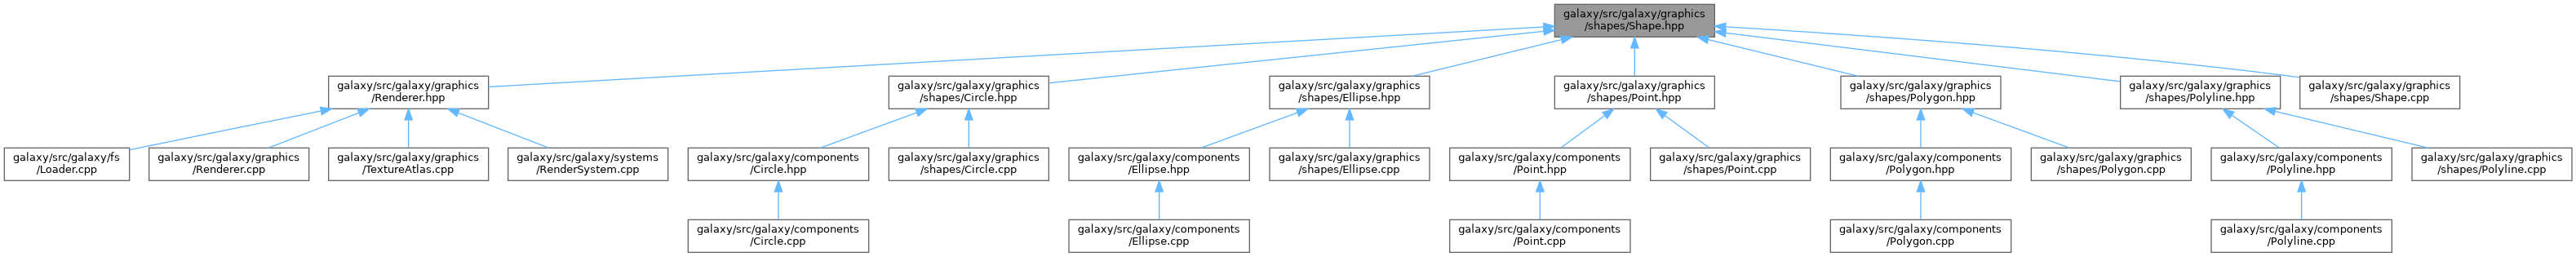 galaxy/src/galaxy/graphics
/shapes/Shape.hpp
galaxy/src/galaxy/graphics
/Renderer.hpp
galaxy/src/galaxy/graphics
/shapes/Circle.hpp
galaxy/src/galaxy/graphics
/shapes/Ellipse.hpp
galaxy/src/galaxy/graphics
/shapes/Point.hpp
galaxy/src/galaxy/graphics
/shapes/Polygon.hpp
galaxy/src/galaxy/graphics
/shapes/Polyline.hpp
galaxy/src/galaxy/graphics
/shapes/Shape.cpp
galaxy/src/galaxy/fs
/Loader.cpp
galaxy/src/galaxy/graphics
/Renderer.cpp
galaxy/src/galaxy/graphics
/TextureAtlas.cpp
galaxy/src/galaxy/systems
/RenderSystem.cpp
galaxy/src/galaxy/components
/Circle.hpp
galaxy/src/galaxy/graphics
/shapes/Circle.cpp
galaxy/src/galaxy/components
/Ellipse.hpp
galaxy/src/galaxy/graphics
/shapes/Ellipse.cpp
galaxy/src/galaxy/components
/Point.hpp
galaxy/src/galaxy/graphics
/shapes/Point.cpp
galaxy/src/galaxy/components
/Polygon.hpp
galaxy/src/galaxy/graphics
/shapes/Polygon.cpp
galaxy/src/galaxy/components
/Polyline.hpp
galaxy/src/galaxy/graphics
/shapes/Polyline.cpp
galaxy/src/galaxy/components
/Circle.cpp
galaxy/src/galaxy/components
/Ellipse.cpp
galaxy/src/galaxy/components
/Point.cpp
galaxy/src/galaxy/components
/Polygon.cpp
galaxy/src/galaxy/components
/Polyline.cpp